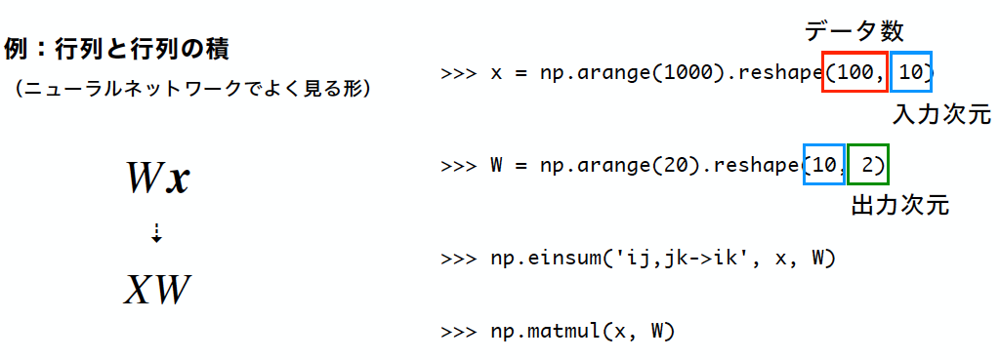 例：行列と行列の積
（ニューラルネットワークでよく見る形）
Wx
⇣
XW
データ数
>>> x = np.arange(1000).reshape(100, 10)
入力次元
>>> W = np.arange(20).reshape(10, 2)
出力次元
>>> np.einsum('ij,jk->ik', x, W)
>>> np.matmul(x, W)